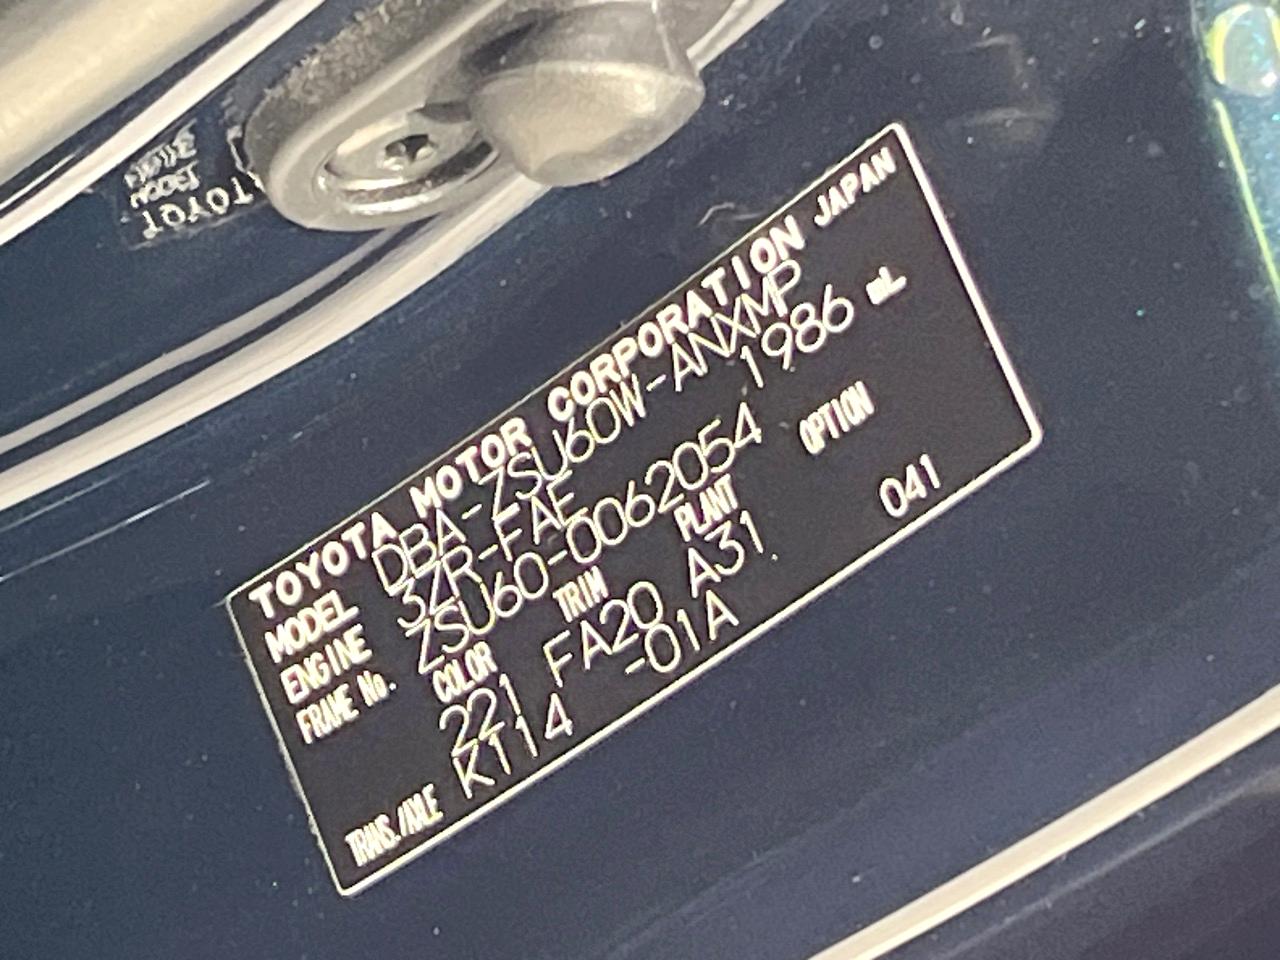 TOYOTA MOTOR CORPORATION JAPAN
MODEL DBA-ZSU60W-ANXMP
ENGINE 3ZR-FAE 1986 mL
FRAME No. ZSU60-0062054
COLOR TRIM PLANT OPTION
221 FA20 A31 041
TRANS./AXLE K114 -01A